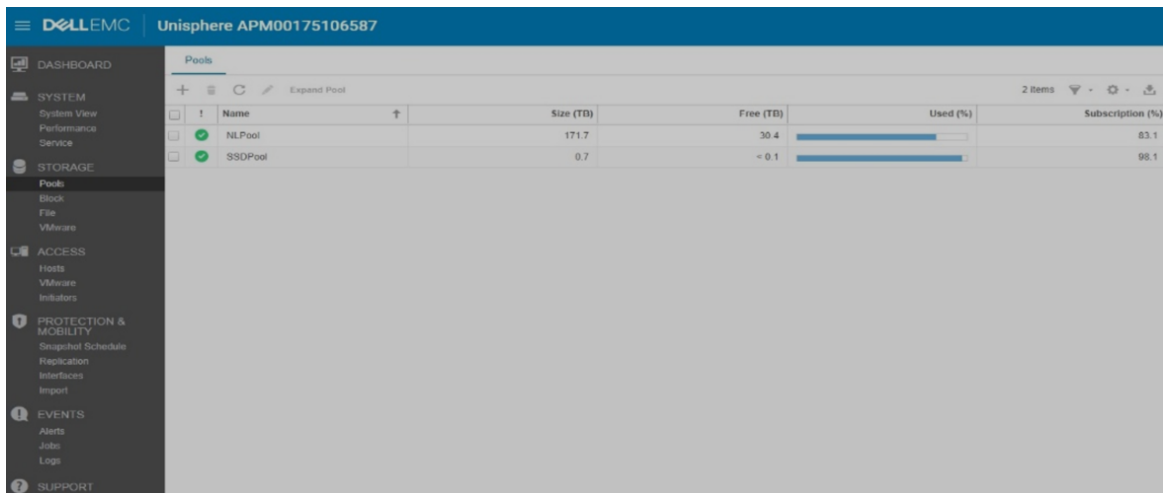 DELLEMC Unisphere APM00175106587
DASHBOARD
SYSTEM
System View
Performance
Service
STORAGE
Pools
Block
File
VMware
ACCESS
Hosts
VMware
Initiators
PROTECTION &
MOBILITY
Snapshot Schedule
Replication
Interfaces
Import
EVENTS
Alerts
Jobs
Logs
SUPPORT
Pools
Expand Pool 2 items
! Name Size (TB) Free (TB) Used (%) Subscription (%)
NLPool 171.7 30.4 83.1
SSDPool 0.7 < 0.1 98.1